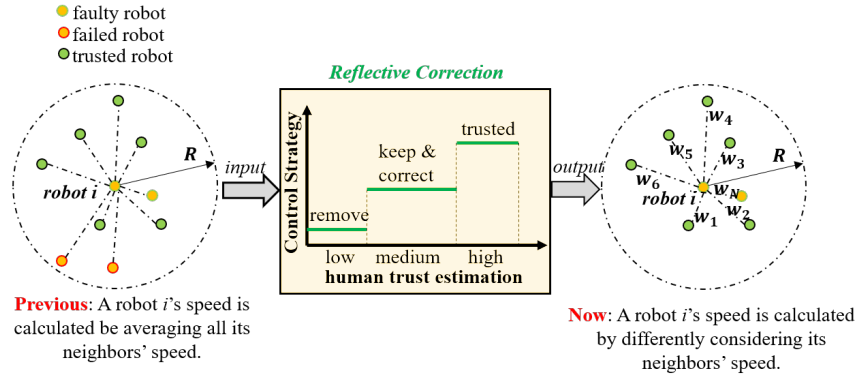 faulty robot
failed robot
trusted robot
R
robot i
Previous: A robot i's speed is
calculated be averaging all its
neighbors' speed.
input
Reflective Correction
Control Strategy
remove
keep &
correct
trusted
low medium high
human trust estimation
output
w4
w3
w5
w6
R
wN
robot i
w2
w1
Now: A robot i's speed is calculated
by differently considering its
neighbors' speed.